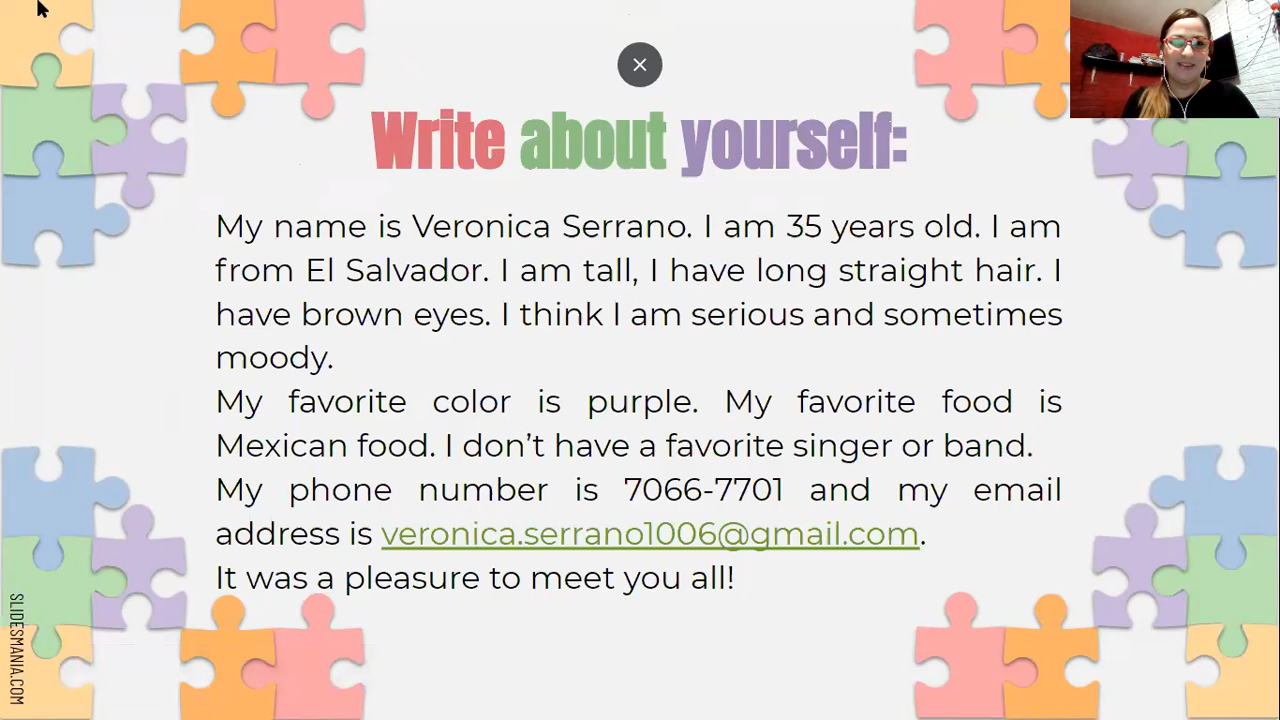 Write about yourself:
My name is Veronica Serrano. I am 35 years old. I am
from El Salvador. I am tall, I have long straight hair. I
have brown eyes. I think I am serious and sometimes
moody.
My favorite color is purple. My favorite food is
Mexican food. I don’t have a favorite singer or band.
My phone number is 7066-7701 and my email
address is veronica.serrano1006@gmail.com.
It was a pleasure to meet you all!
SLIDESMANIA.COM